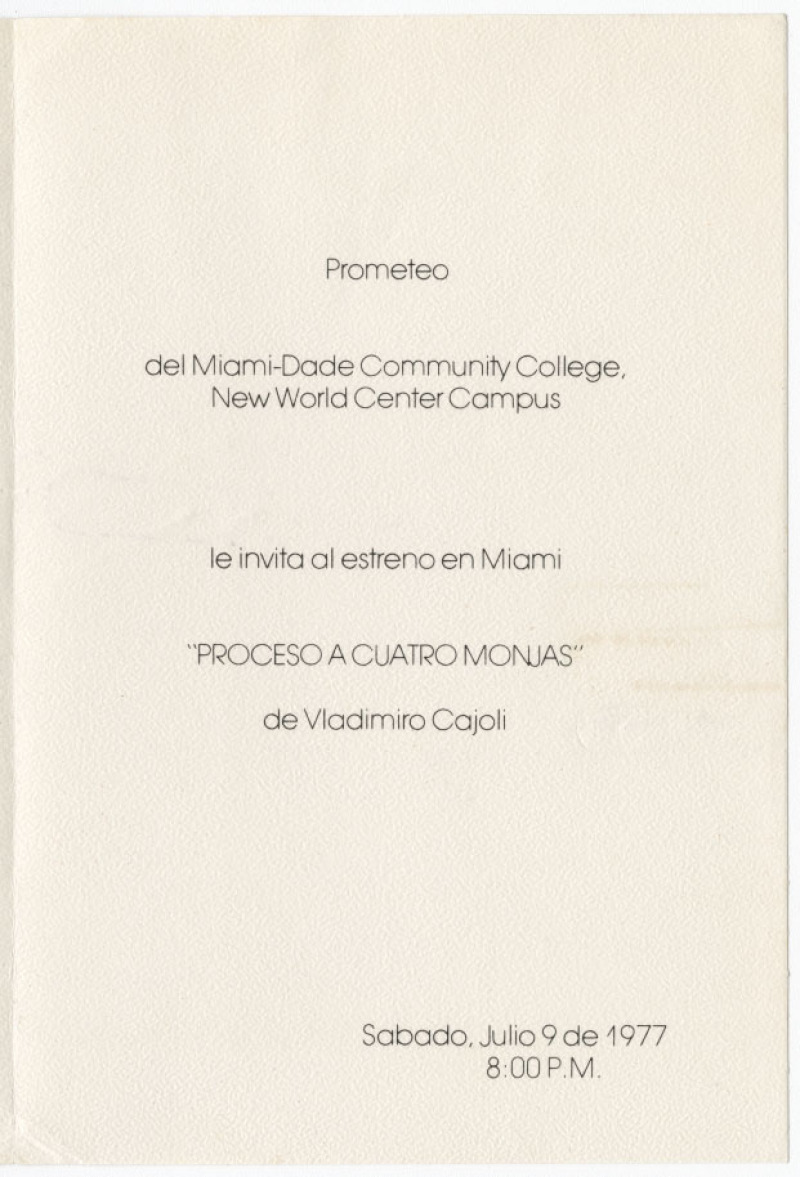 Prometeo
del Miami-Dade Community College,
New World Center Campus
le invita al estreno en Miami
"PROCESO A CUATRO MONJAS"
de Vladimiro Cajoli
Sabado, Julio 9 de 1977
8:00 P.M.